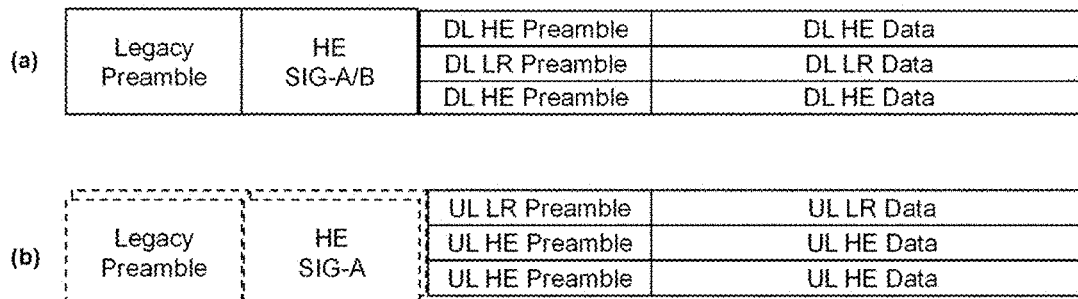 (a)
Legacy
Preamble
HE
SIG-A/B
DL HE Preamble
DL HE Data
DL LR Preamble
DL LR Data
DL HE Preamble
DL HE Data
(b)
Legacy
Preamble
HE
SIG-A
UL LR Preamble
UL LR Data
UL HE Preamble
UL HE Data
UL HE Preamble
UL HE Data